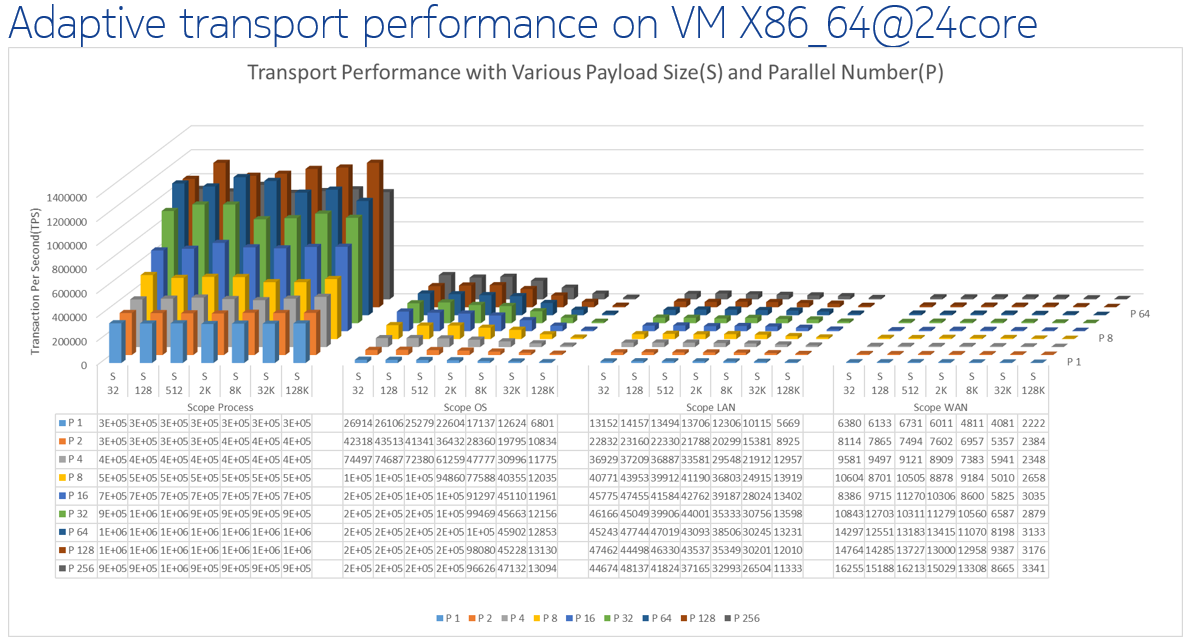 Adaptive transport performance on VM X86_64@24core
Transport Performance with Various Payload Size(S) and Parallel Number(P)
Transaction Per Second(TPS)
1400000
1200000
1000000
800000
600000
400000
200000
0
P 64
P 8
P 1
S 32 S 128 S 512 S 2K S 8K S 32K S 128K S 32 S 128 S 512 S 2K S 8K S 32K S 128K S 32 S 128 S 512 S 2K S 8K S 32K S 128K S 32 S 128 S 512 S 2K S 8K S 32K S 128K
Scope Process Scope OS Scope LAN Scope WAN
P 1 3E+05 3E+05 3E+05 3E+05 3E+05 3E+05 3E+05 26914 26106 25279 22604 17137 12624 6801 13152 14157 13494 13706 12306 10115 5669 6380 6133 6731 6011 4811 4081 2222
P 2 3E+05 3E+05 3E+05 3E+05 4E+05 4E+05 4E+05 42318 43513 41341 36432 28360 19795 10834 22832 23160 22330 21788 20299 15381 8925 8114 7865 7494 7602 6957 5357 2384
P 4 4E+05 4E+05 4E+05 4E+05 4E+05 4E+05 4E+05 74497 74687 72380 61259 47777 30996 11775 36929 37209 36887 33581 29548 21912 12957 9581 9497 9121 8909 7383 5941 2348
P 8 5E+05 5E+05 5E+05 5E+05 5E+05 5E+05 5E+05 1E+05 1E+05 1E+05 94860 77588 40355 12035 40771 43953 39912 41190 36803 24915 13919 10604 8701 10505 8878 9184 5010 2658
P 16 7E+05 7E+05 7E+05 7E+05 7E+05 7E+05 7E+05 2E+05 2E+05 1E+05 1E+05 91297 45110 11961 45775 47455 41584 42762 39187 28024 13402 8386 9715 11270 10306 8600 5825 3035
P 32 9E+05 1E+06 1E+06 9E+05 9E+05 9E+05 9E+05 2E+05 2E+05 2E+05 1E+05 99469 45663 12156 46166 45049 39906 44001 35333 30756 13598 10843 12703 10311 11279 10560 6587 2879
P 64 1E+06 1E+06 1E+06 1E+06 1E+06 1E+06 1E+06 2E+05 2E+05 2E+05 2E+05 1E+05 45902 12853 45243 47744 47019 43093 38506 30245 13231 14297 12551 13183 13415 11070 8198 3133
P 128 1E+06 1E+06 1E+06 1E+06 1E+06 1E+06 1E+06 2E+05 2E+05 2E+05 2E+05 98080 45228 13130 47462 44498 46330 43537 35349 30201 12010 14764 14285 13727 13000 12958 9387 3176
P 256 9E+05 9E+05 1E+06 9E+05 9E+05 9E+05 9E+05 2E+05 2E+05 2E+05 2E+05 96626 47132 13094 44674 48137 41824 37165 32993 26504 11333 16255 15188 16213 15029 13308 8665 3341
P 1 P 2 P 4 P 8 P 16 P 32 P 64 P 128 P 256